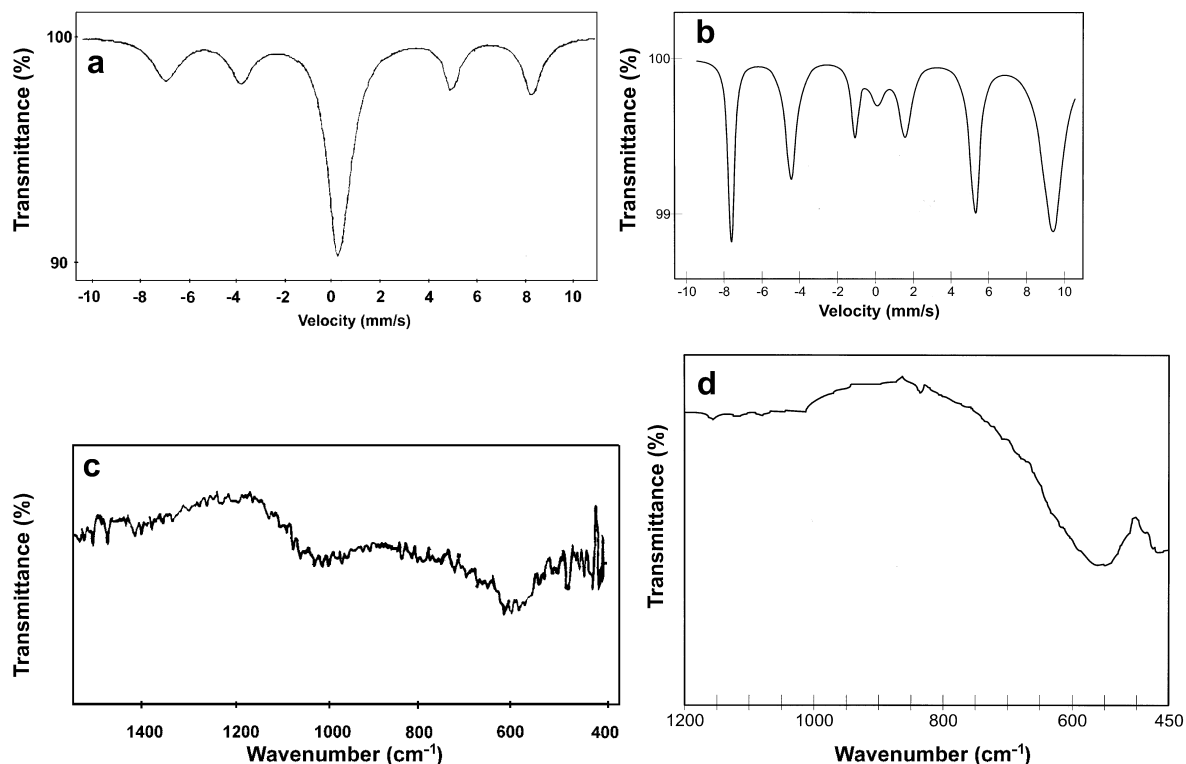 a
Transmittance (%)
100
90
-10 -8 -6 -4 -2 0 2 4 6 8 10
Velocity (mm/s)
b
Transmittance (%)
100
99
-10 -8 -6 -4 -2 0 2 4 6 8 10
Velocity (mm/s)
c
Transmittance (%)
1400 1200 1000 600 400
Wavenumber (cm⁻¹)
d
Transmittance (%)
1200 1000 800 600 450
Wavenumber (cm⁻¹)